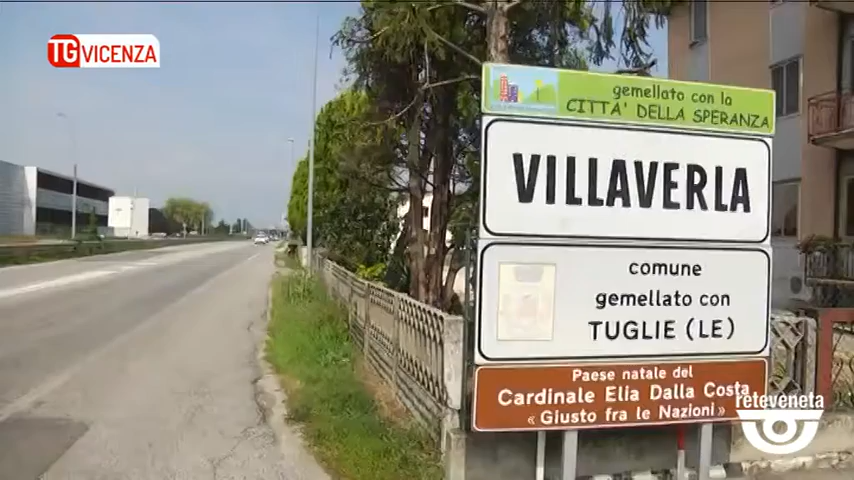 TG VICENZA
gemellato con la
CITTA' DELLA SPERANZA
VILLAVERLA
comune
gemellato con
TUGLIE (LE)
Paese natale del
Cardinale Elia Dalla Costa
« Giusto fra le Nazioni »
reteveneta